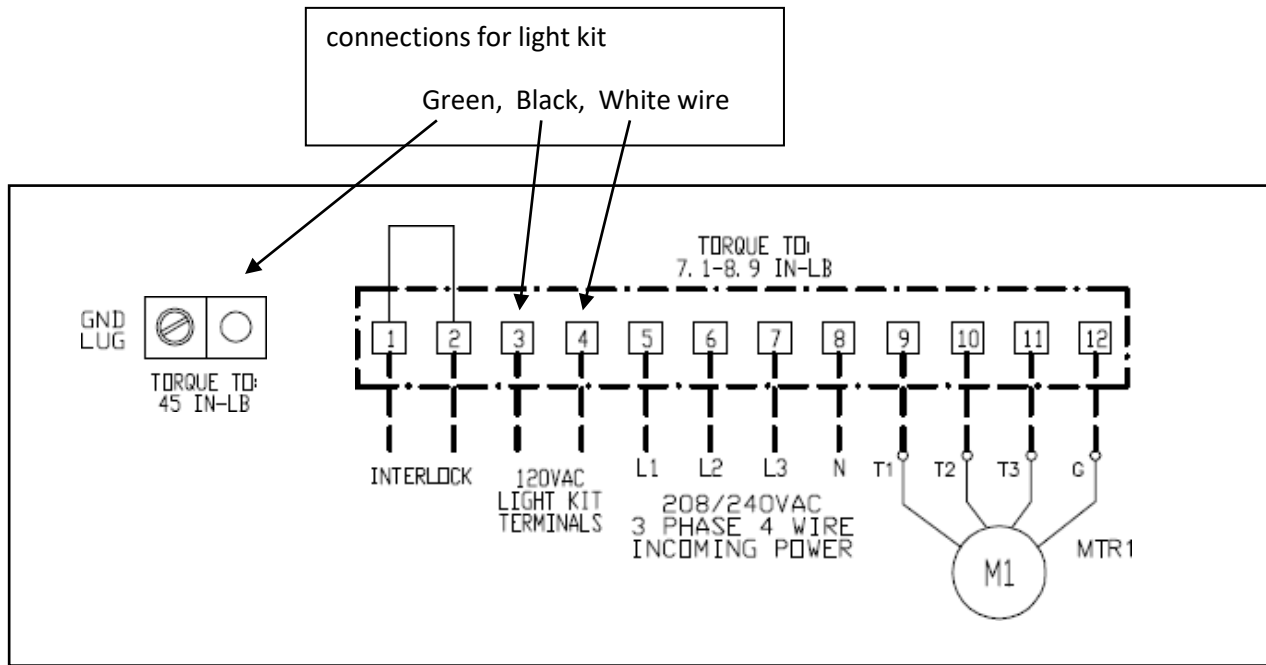 connections for light kit
Green, Black, White wire
TORQUE TO:
7.1-8.9 IN-LB
GND
LUG
TORQUE TO:
45 IN-LB
1 2 3 4 5 6 7 8 9 10 11 12
INTERLOCK
120VAC
LIGHT KIT
TERMINALS
L1 L2 L3 N
208/240VAC
3 PHASE 4 WIRE
INCOMING POWER
T1 T2 T3 G
M1
MTR1